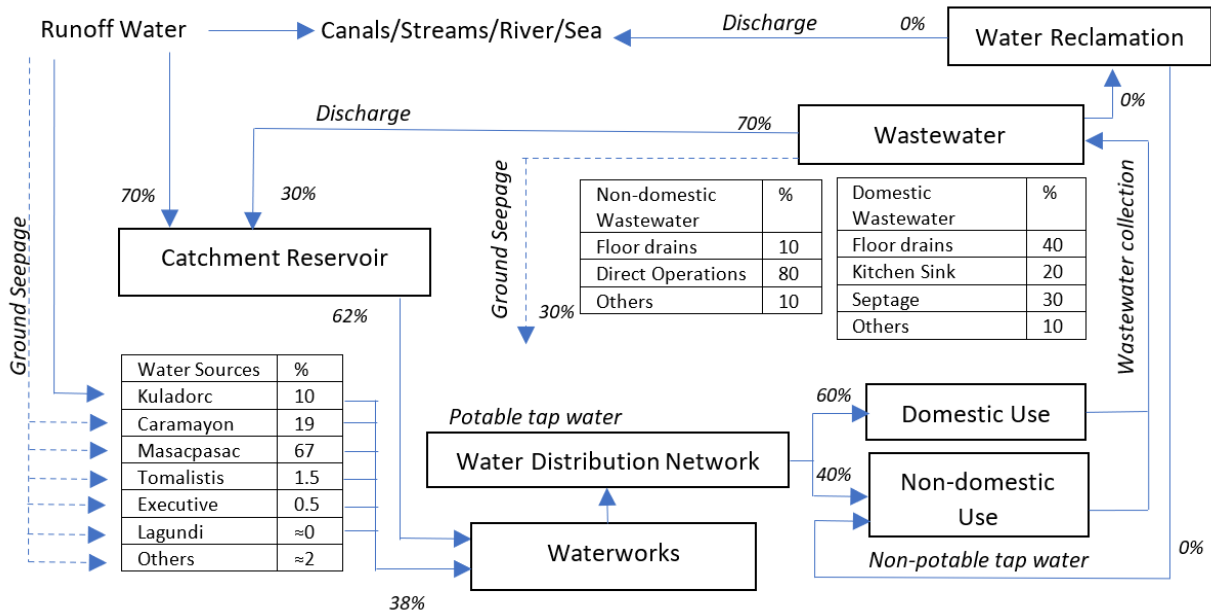 Runoff Water
Canals/Streams/River/Sea
Discharge
0%
Water Reclamation
0%
Discharge
70%
Wastewater
70%
30%
Catchment Reservoir
62%
Ground Seepage
Ground Seepage
30%
Non-domestic Wastewater %
Floor drains 10
Direct Operations 80
Others 10
Domestic Wastewater %
Floor drains 40
Kitchen Sink 20
Septage 30
Others 10
Wastewater collection
Water Sources %
Kuladorc 10
Caramayon 19
Masacpasac 67
Tomalistis 1.5
Executive 0.5
Lagundi ≈0
Others ≈2
Potable tap water
Water Distribution Network
60%
Domestic Use
40%
Non-domestic
Use
Waterworks
38%
Non-potable tap water
0%